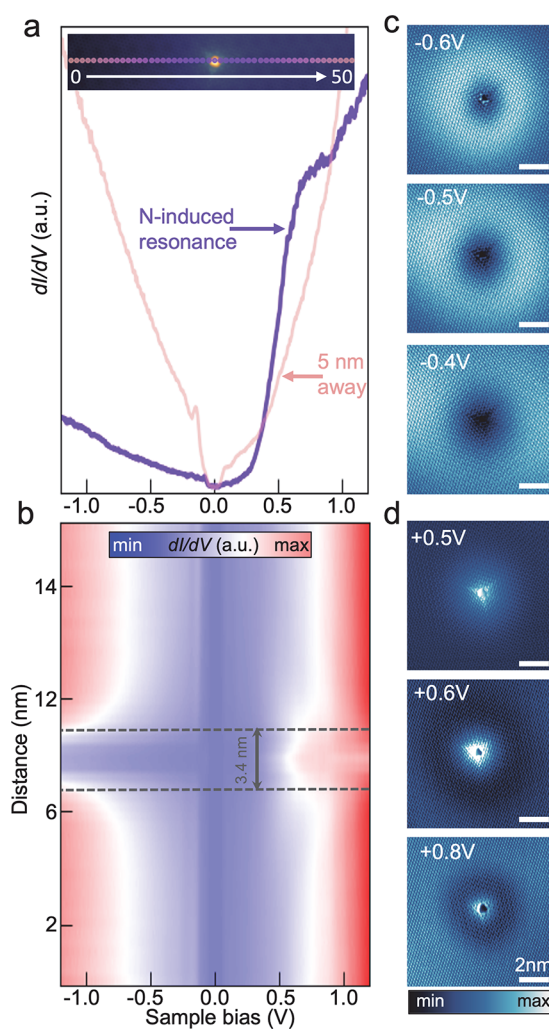 a
0
50
N-induced
resonance
5 nm
away
dI/dV (a.u.)
-1.0
-0.5
0.0
0.5
1.0
b
min
dI/dV (a.u.)
max
14
12
6
2
3.4 nm
Distance (nm)
-1.0
-0.5
0.0
0.5
1.0
Sample bias (V)
c
-0.6V
-0.5V
-0.4V
d
+0.5V
+0.6V
+0.8V
2nm
min
max